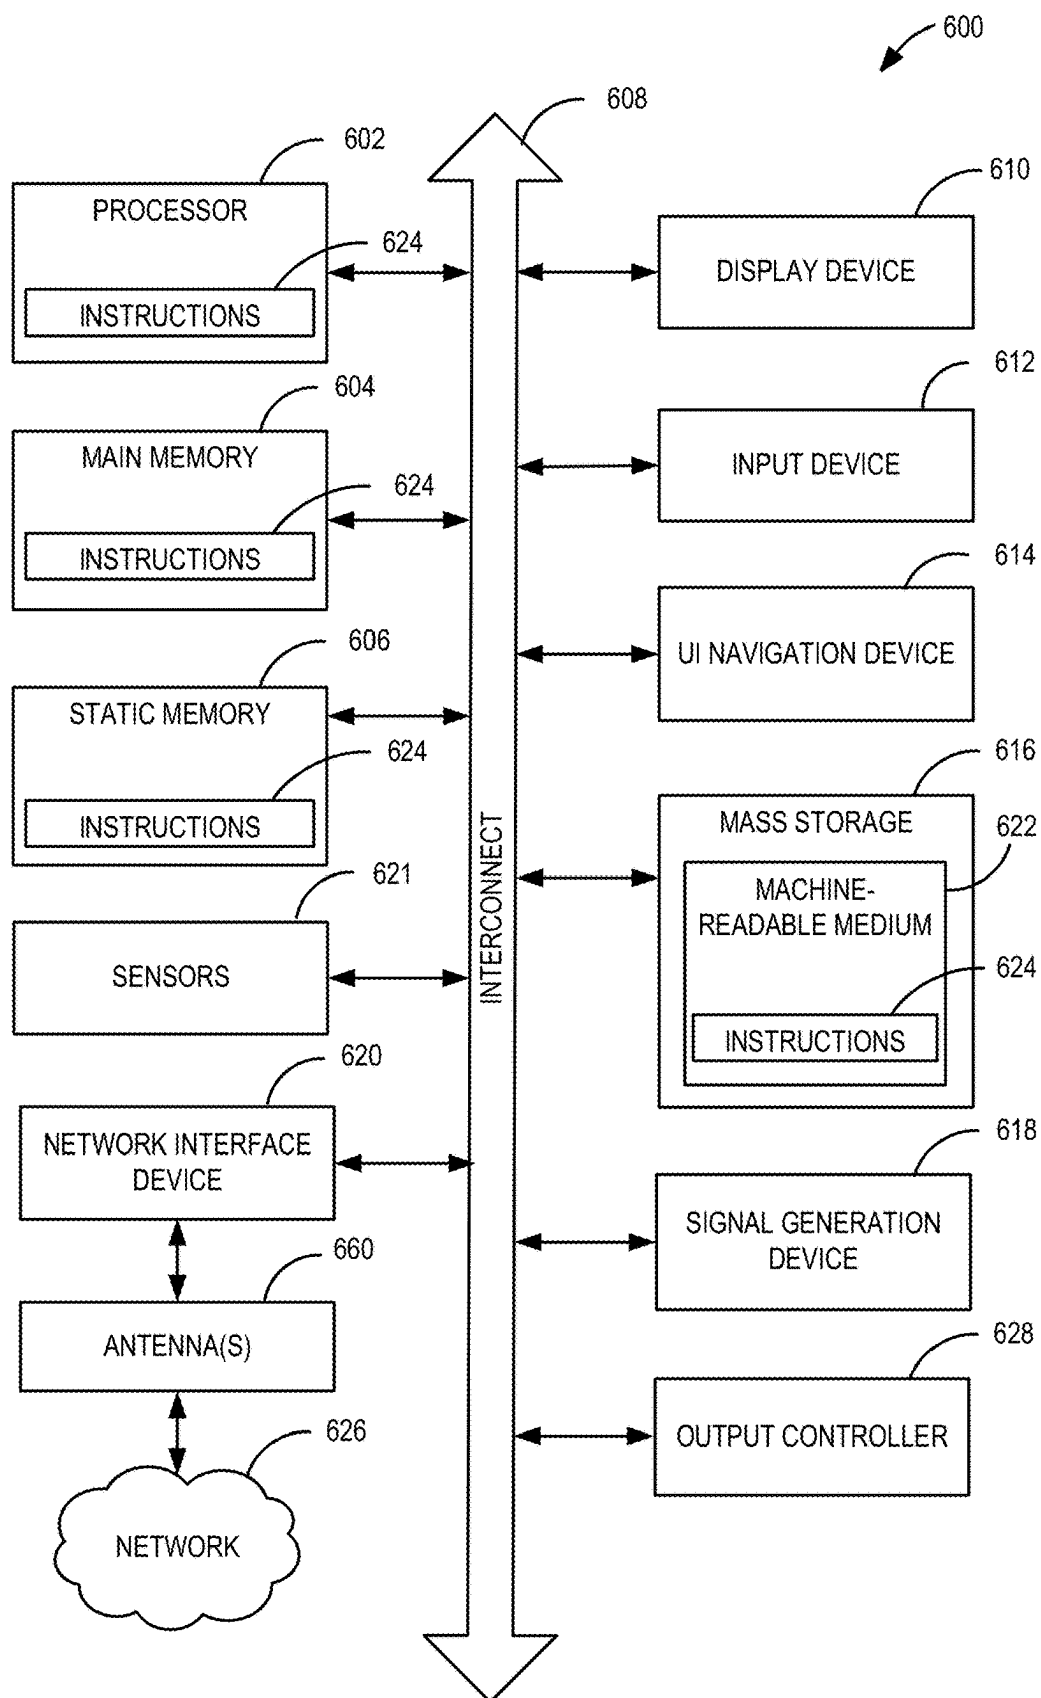 600
608
602
PROCESSOR
624
INSTRUCTIONS
604
MAIN MEMORY
624
INSTRUCTIONS
606
STATIC MEMORY
624
INSTRUCTIONS
621
SENSORS
620
NETWORK INTERFACE
DEVICE
660
ANTENNA(S)
626
NETWORK
INTERCONNECT
610
DISPLAY DEVICE
612
INPUT DEVICE
614
UI NAVIGATION DEVICE
616
MASS STORAGE
622
MACHINE-
READABLE MEDIUM
624
INSTRUCTIONS
618
SIGNAL GENERATION
DEVICE
628
OUTPUT CONTROLLER